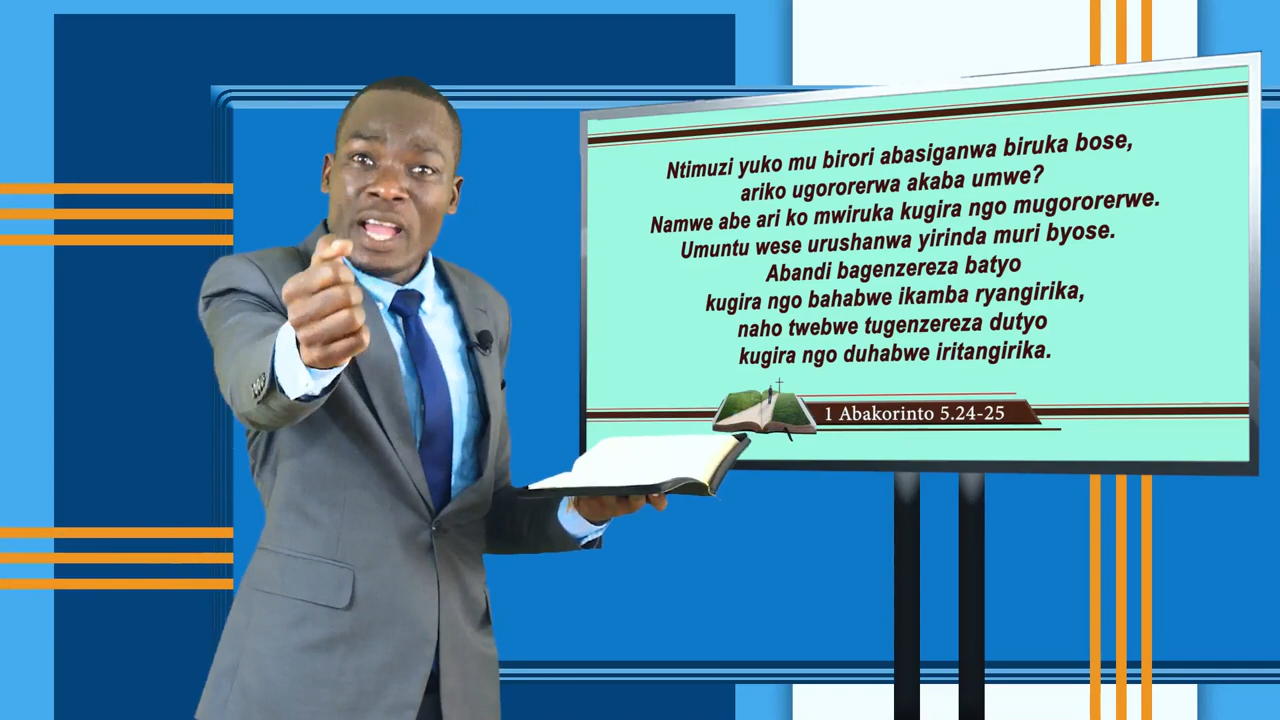 Ntimuzi yuko mu birori abasiganwa biruka bose,
ariko ugororerwa akaba umwe?
Namwe abe ari ko mwiruka kugira ngo mugororerwe.
Umuntu wese urushanwa yirinda muri byose.
Abandi bagenzereza batyo
kugira ngo bahabwe ikamba ryangirika,
naho twebwe tugenzereza dutyo
kugira ngo duhabwe iritangirika.
1 Abakorinto 5.24-25